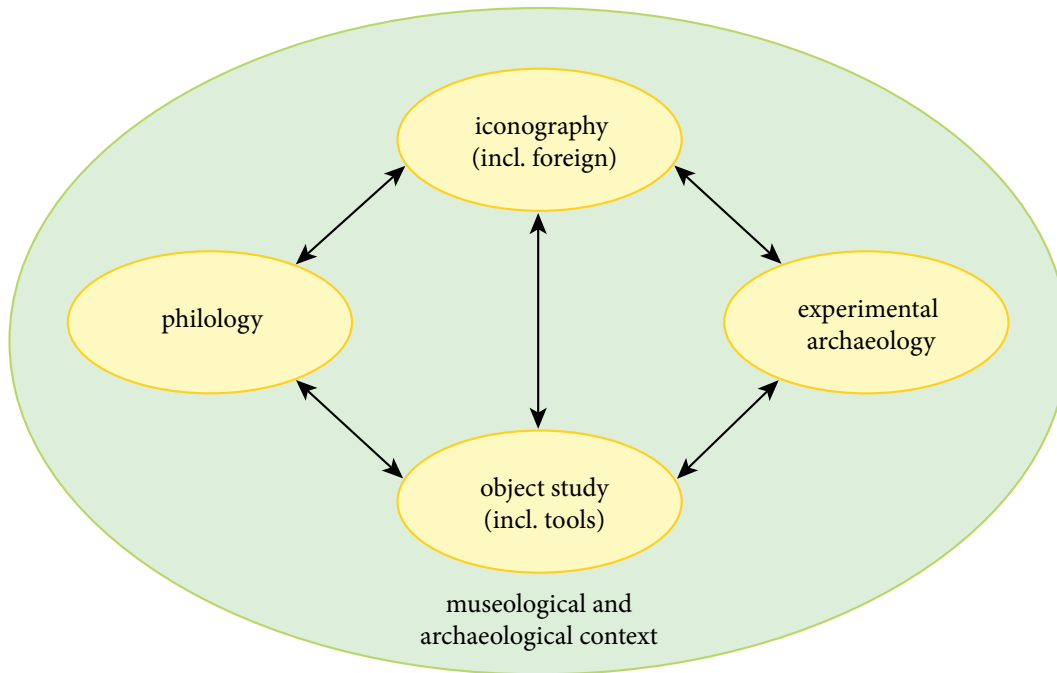 iconography
(incl. foreign)
philology
experimental
archaeology
object study
(incl. tools)
museological and
archaeological context